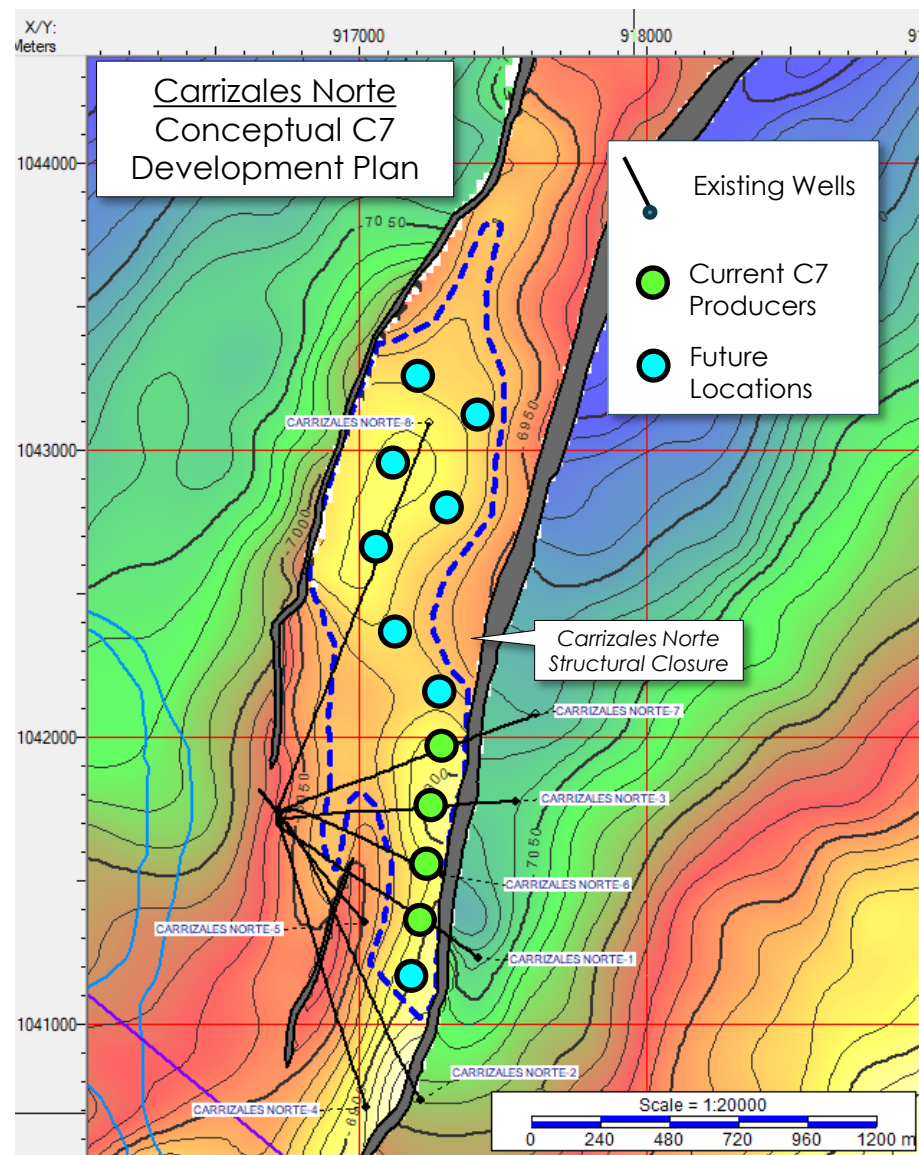 X/Y:
Meters
917000
918000
Carrizales Norte
Conceptual C7
Development Plan
1044000
Existing Wells
-7050
Current C7
Producers
Future
Locations
CARRIZALES NORTE-8
6950
1043000
-7000
Carrizales Norte
Structural Closure
CARRIZALES NORTE-7
1042000
CARRIZALES NORTE-3
7050
CARRIZALES NORTE-6
CARRIZALES NORTE-5
CARRIZALES NORTE-1
1041000
CARRIZALES NORTE-2
CARRIZALES NORTE-4
-6900
Scale = 1:20000
0 240 480 720 960 1200 m